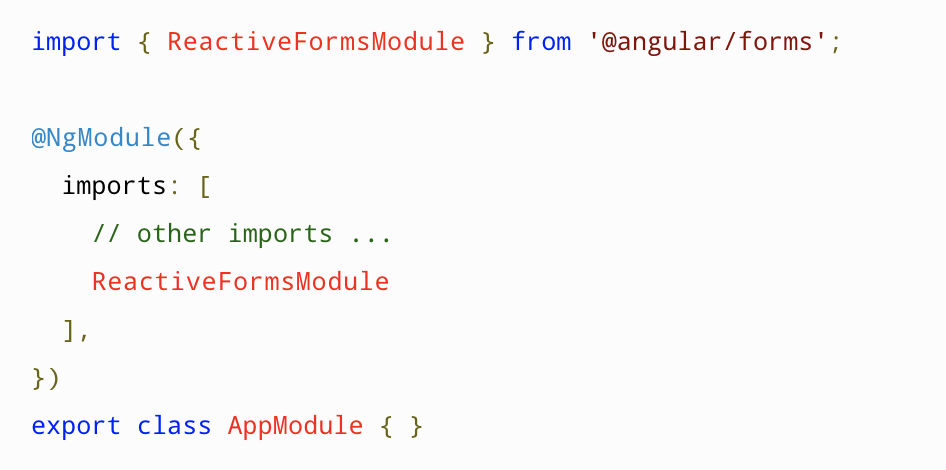 import { ReactiveFormsModule } from '@angular/forms';
@NgModule({
  imports: [
    // other imports ...
    ReactiveFormsModule
  ],
})
export class AppModule { }